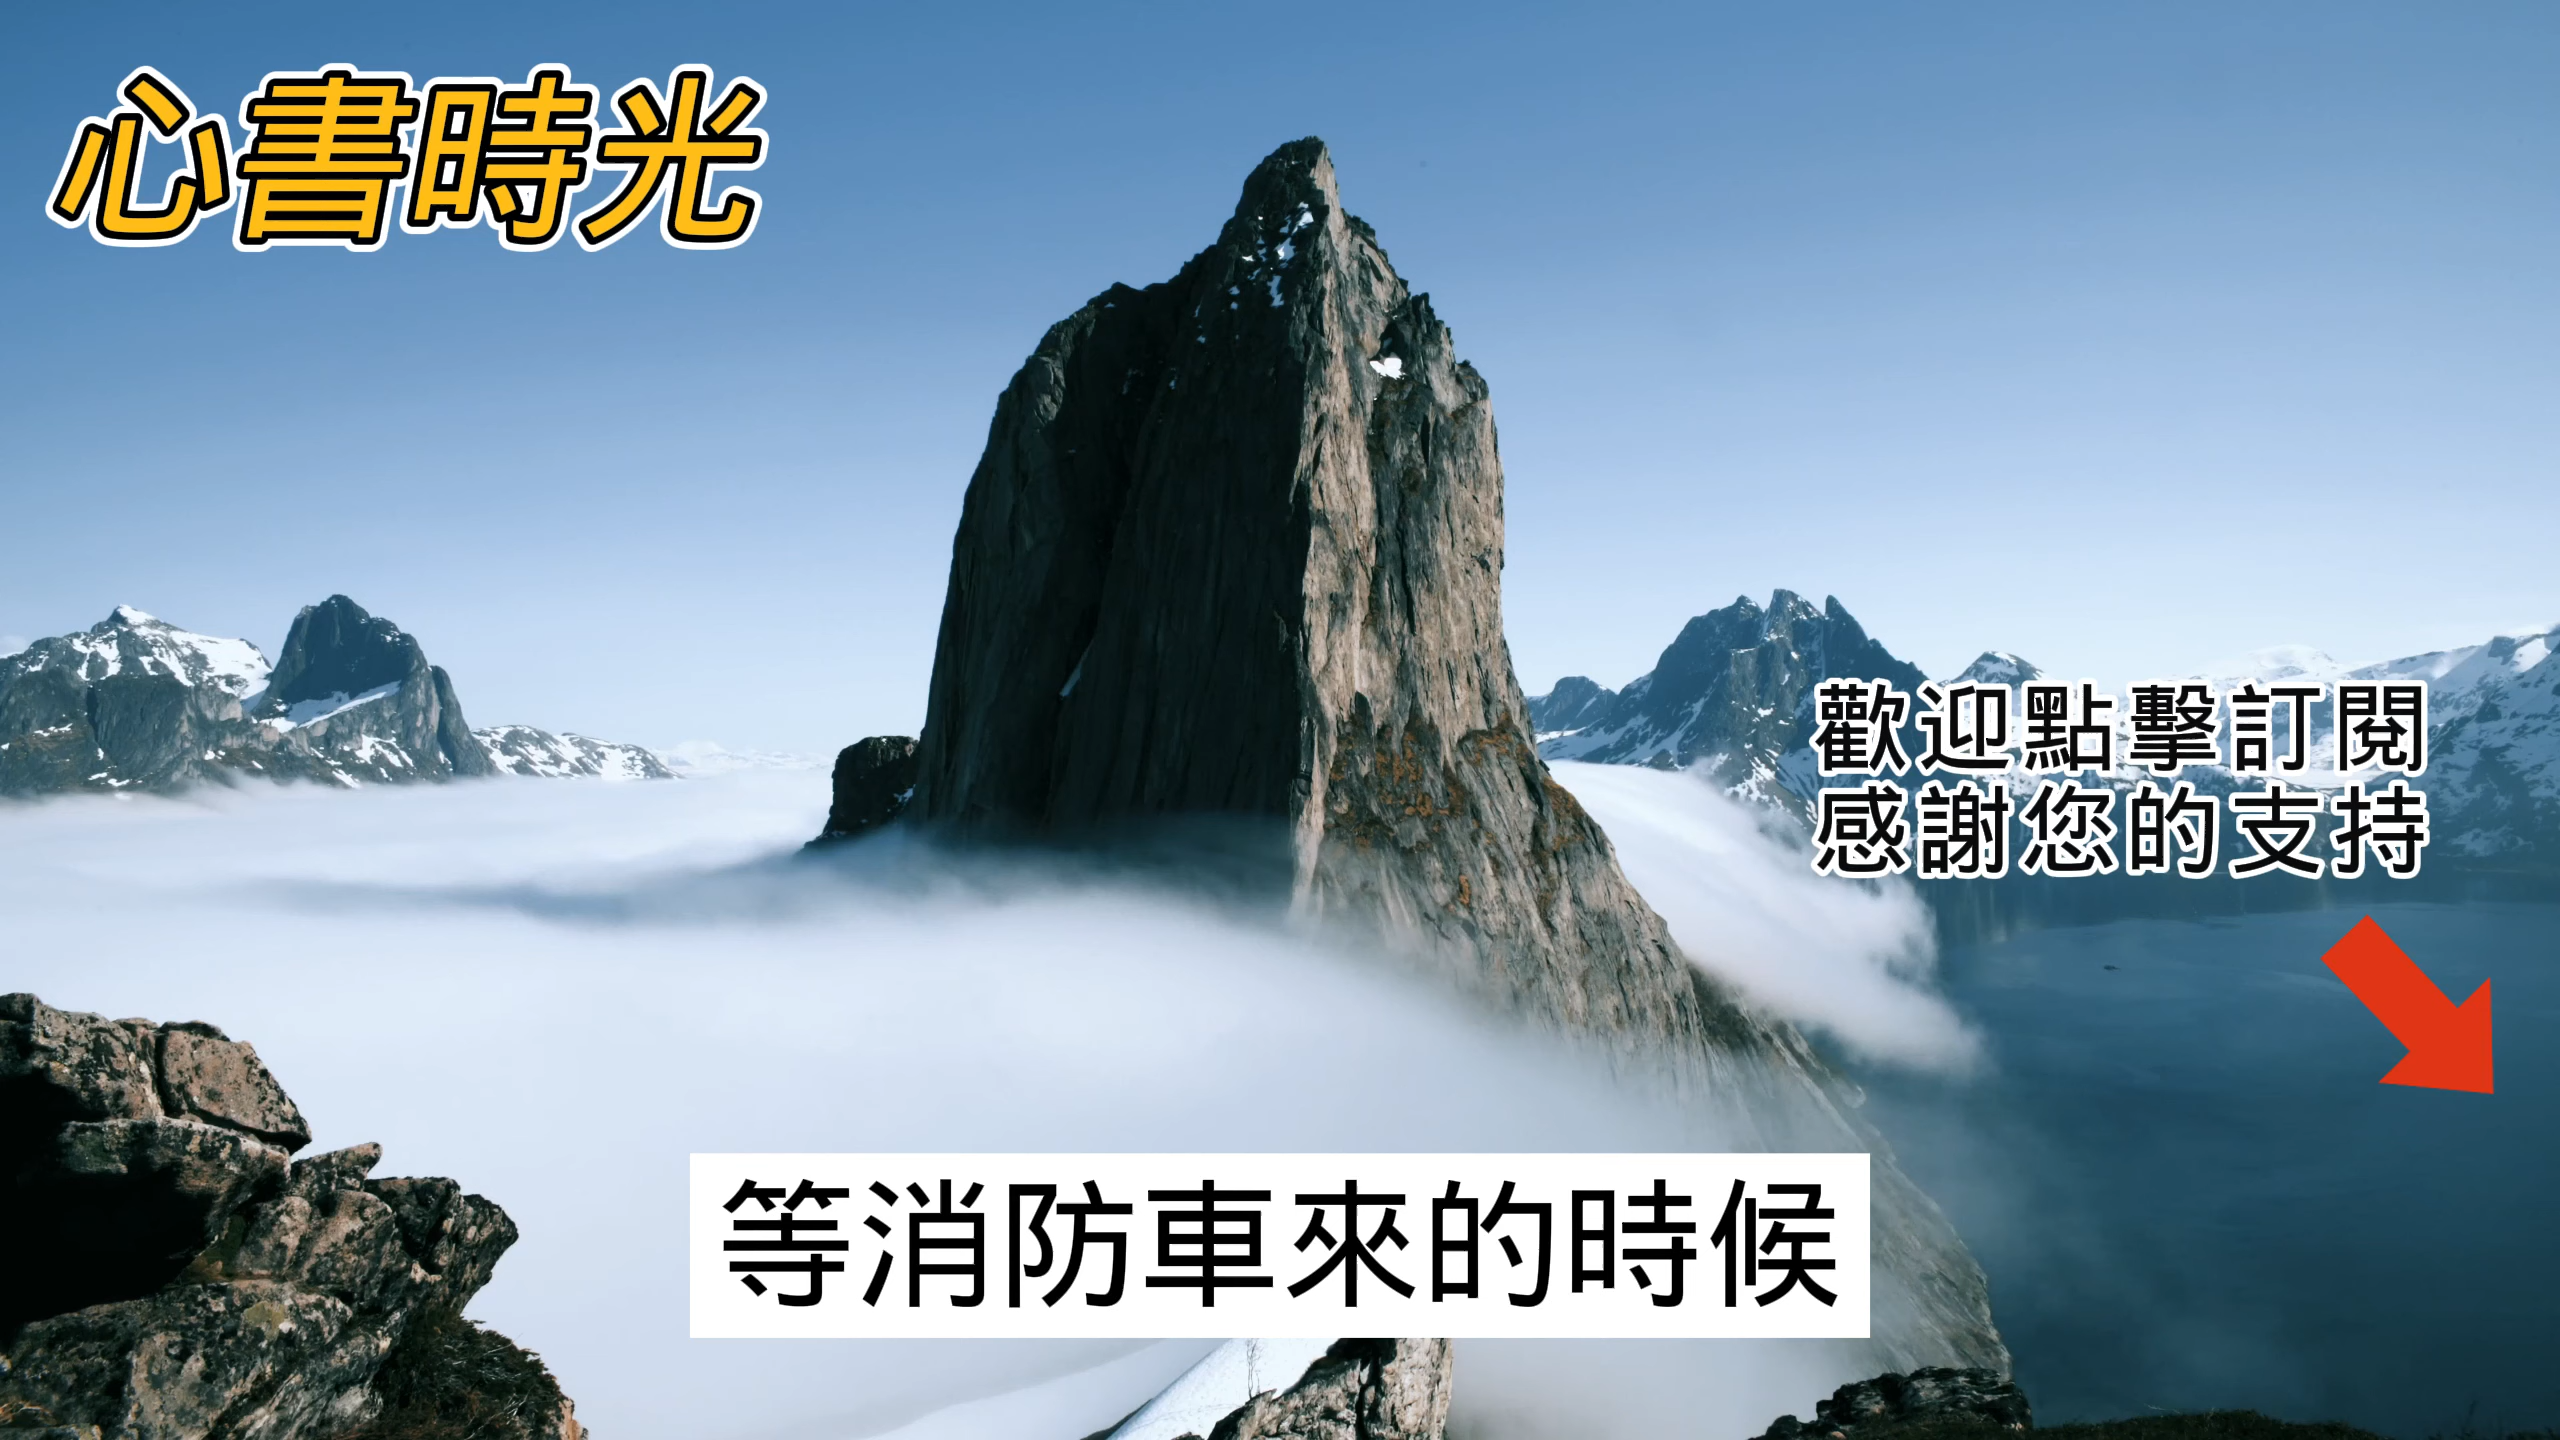 心書時光
歡迎點擊訂閱
感謝您的支持
等消防車來的時候